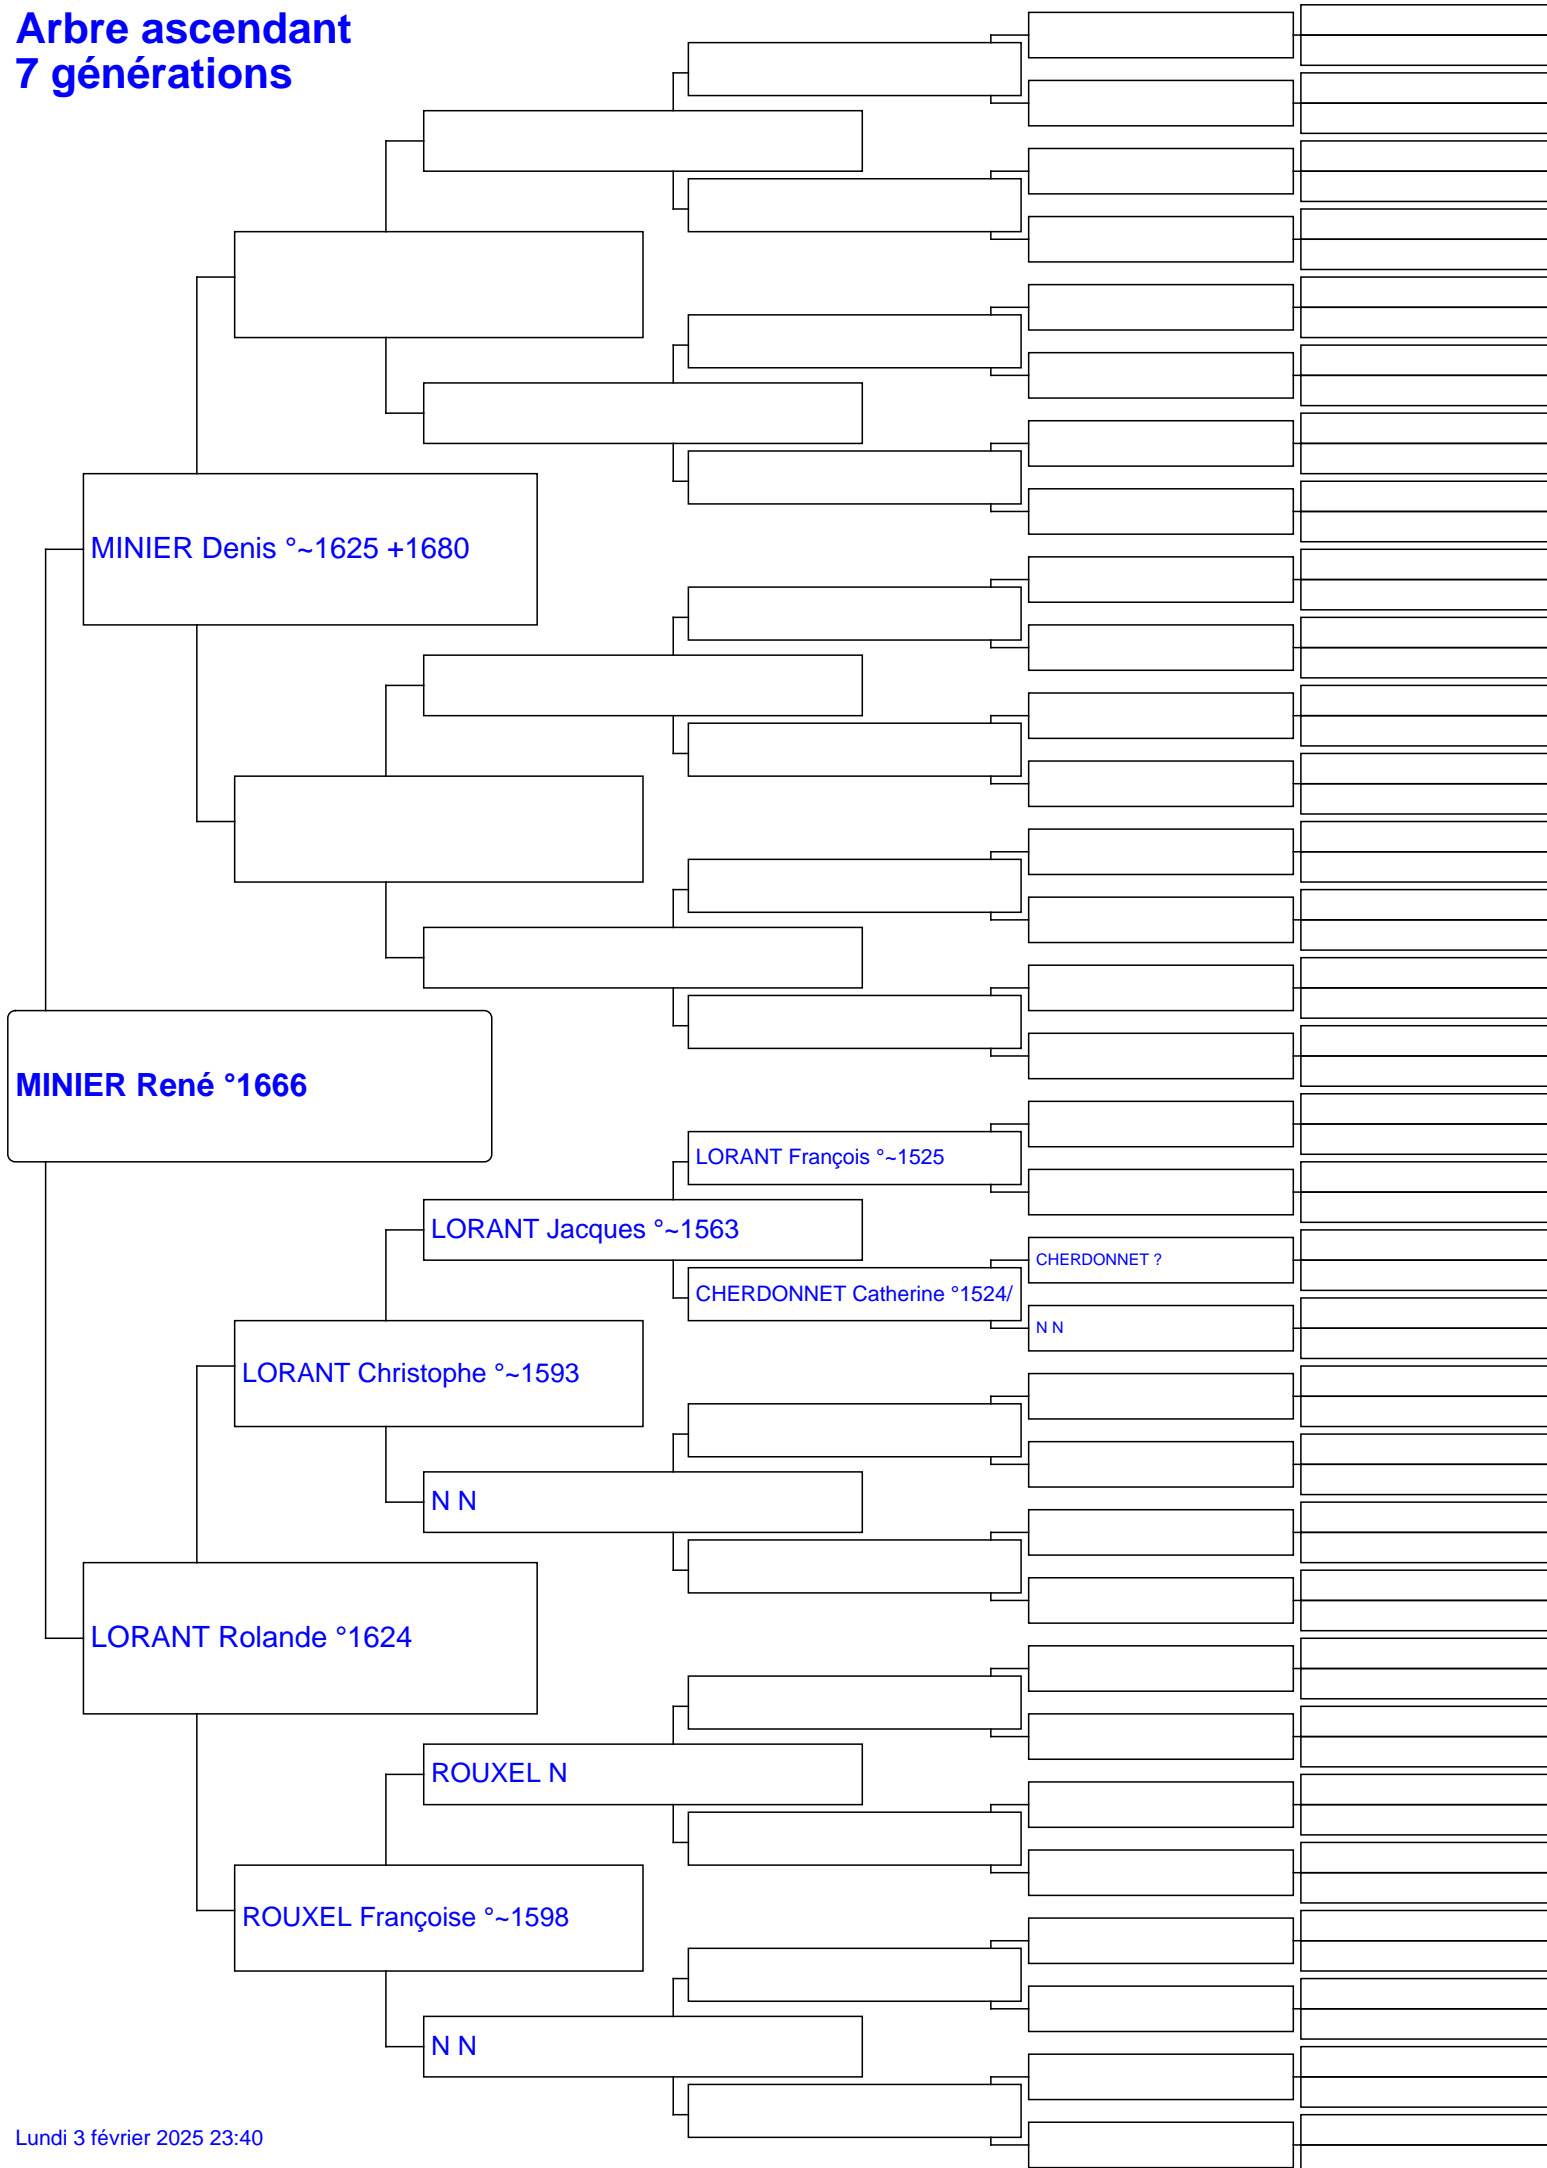 Arbre ascendant
7 générations
MINIER Denis °~1625 +1680
MINIER René °1666
LORANT François °~1525
LORANT Jacques °~1563
CHERDONNET ?
CHERDONNET Catherine °1524/
N N
LORANT Christophe °~1593
N N
LORANT Rolande °1624
ROUXEL N
ROUXEL Françoise °~1598
N N
Lundi 3 février 2025 23:40